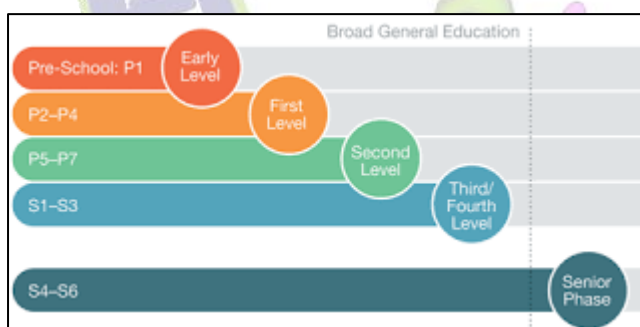 Broad General Education
Pre-School: P1
Early
Level
P2–P4
First
Level
P5–P7
Second
Level
S1–S3
Third/
Fourth
Level
S4–S6
Senior
Phase